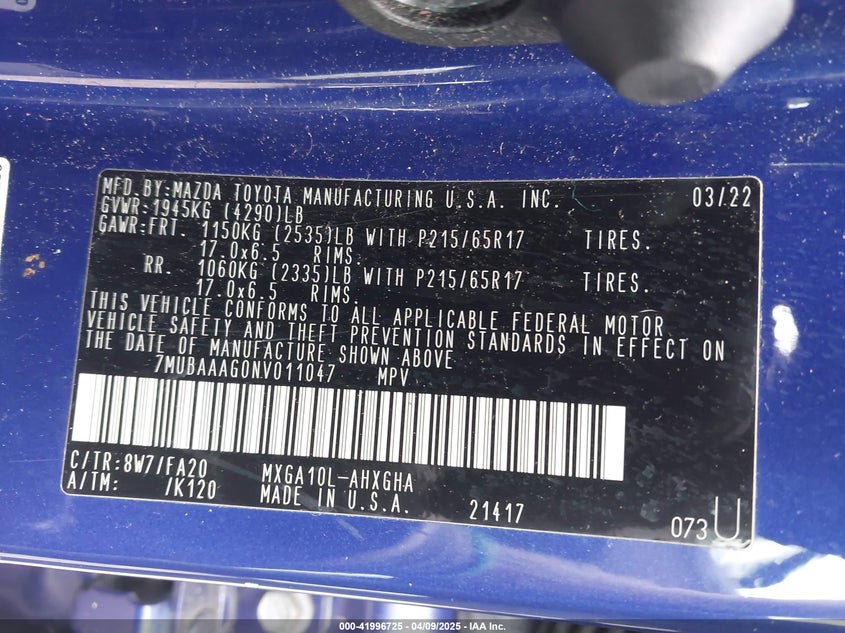 MFD.BY:MAZDA TOYOTA MANUFACTURING U.S.A. INC. 03/22
GVWR:1945KG (4290)LB
GAWR:FRT. 1150KG (2535)LB WITH P215/65R17 TIRES.
17.0x6.5 RIMS.
RR. 1060KG (2335)LB WITH P215/65R17 TIRES.
17.0x6.5 RIMS.
THIS VEHICLE CONFORMS TO ALL APPLICABLE FEDERAL MOTOR
VEHICLE SAFETY AND THEFT PREVENTION STANDARDS IN EFFECT ON
THE DATE OF MANUFACTURE SHOWN ABOVE
7MUBAAAG0NV011047 MPV
C/TR:8W7/FA20 MXGA10L-AHXGHA
A/TM: /K120 MADE IN U.S.A. 21417
073 U
000-41996725 - 04/09/2025 - IAA Inc.